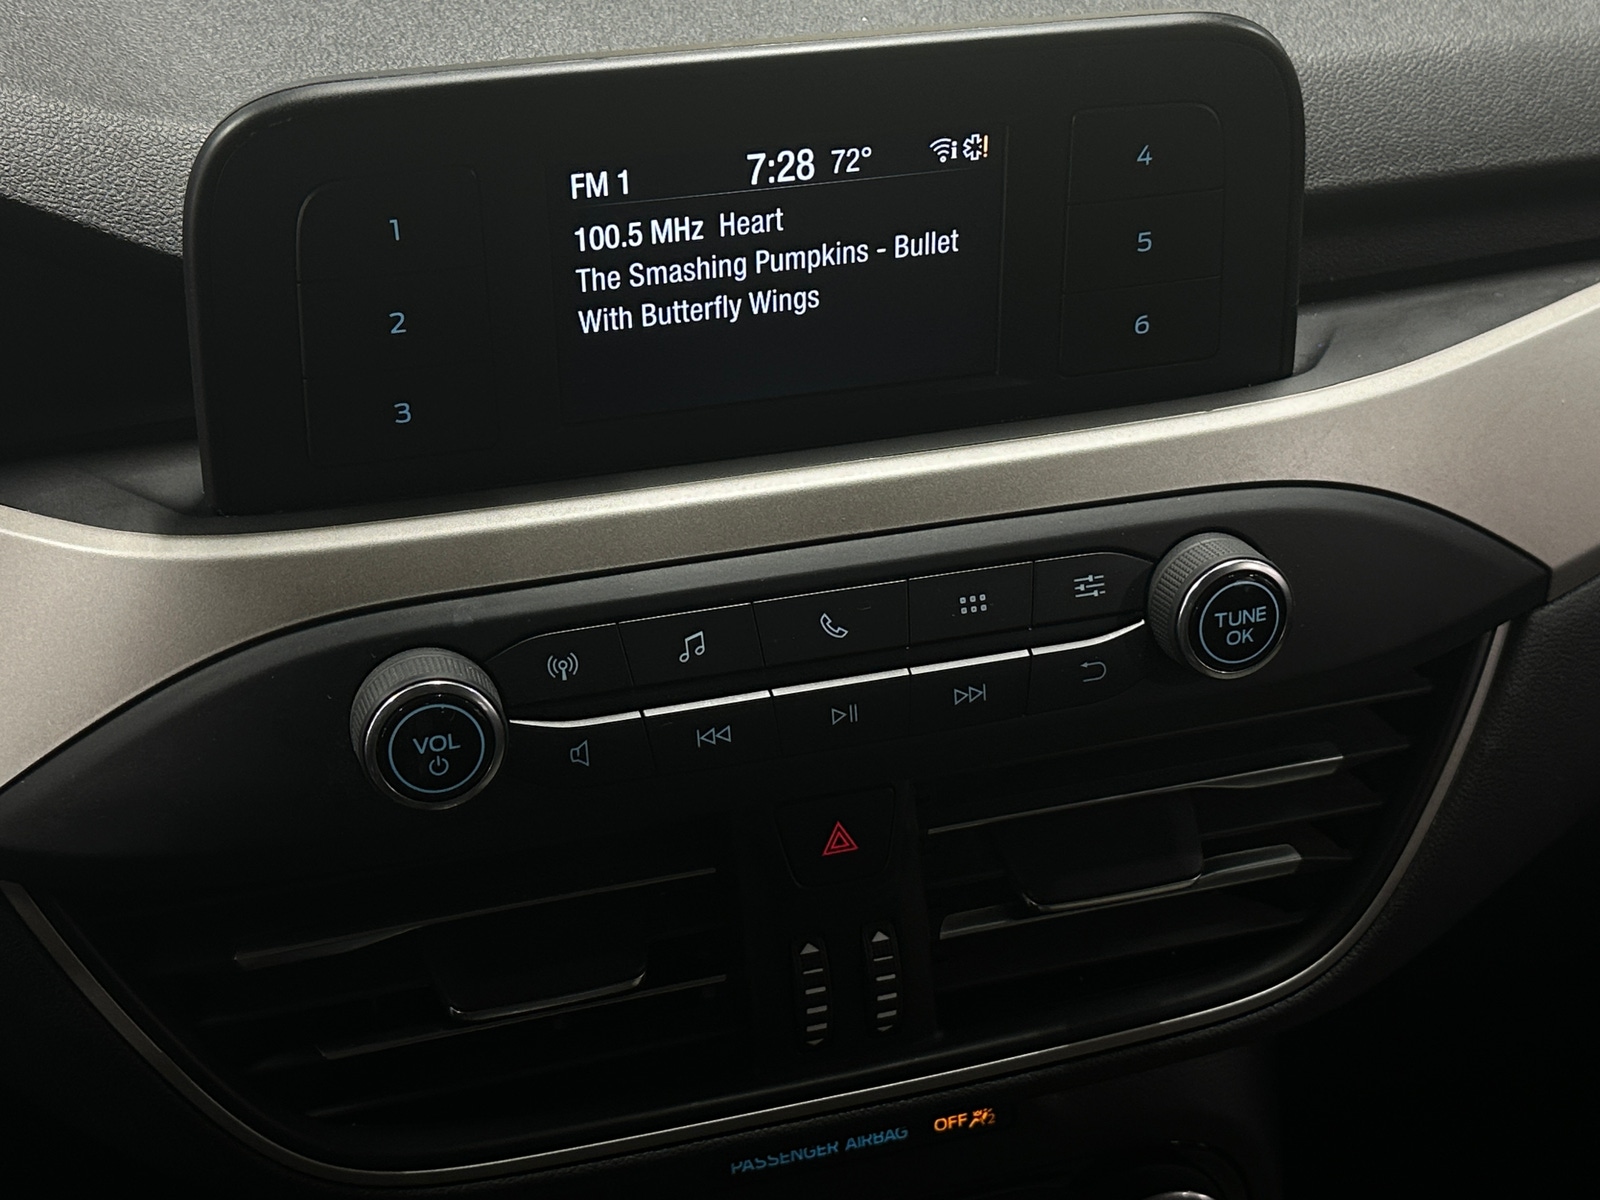 FM 1 7:28 72°
100.5 MHz Heart
The Smashing Pumpkins - Bullet
With Butterfly Wings
1
2
3
4
5
6
VOL
TUNE
OK
PASSENGER AIRBAG OFF 2